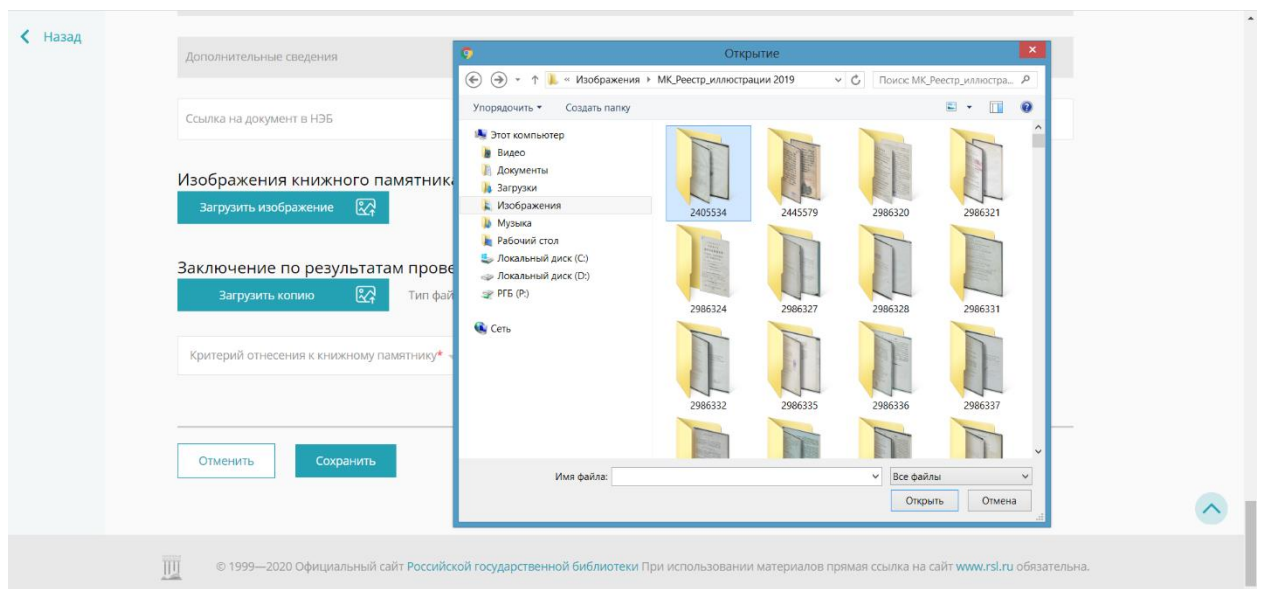 Назад
Дополнительные сведения
Ссылка на документ в НЭБ
Изображения книжного памятника
Загрузить изображение
Заключение по результатам прове
Загрузить копию Тип фай
Критерий отнесения к книжному памятнику*
Отменить Сохранить
Открытие
« Изображения МК_Реестр_иллюстрации 2019 Поиск: МК_Реестр_иллюстра...
Упорядочить Создать папку
Этот компьютер
Видео
Документы
Загрузки
Изображения
Музыка
Рабочий стол
Локальный диск (C:)
Локальный диск (D:)
РГБ (P:)
Сеть
2405534 2445579 2986320 2986321
2986324 2986327 2986328 2986331
2986332 2986335 2986336 2986337
Имя файла: Все файлы
Открыть Отмена
© 1999—2020 Официальный сайт Российской государственной библиотеки При использовании материалов прямая ссылка на сайт www.rsl.ru обязательна.